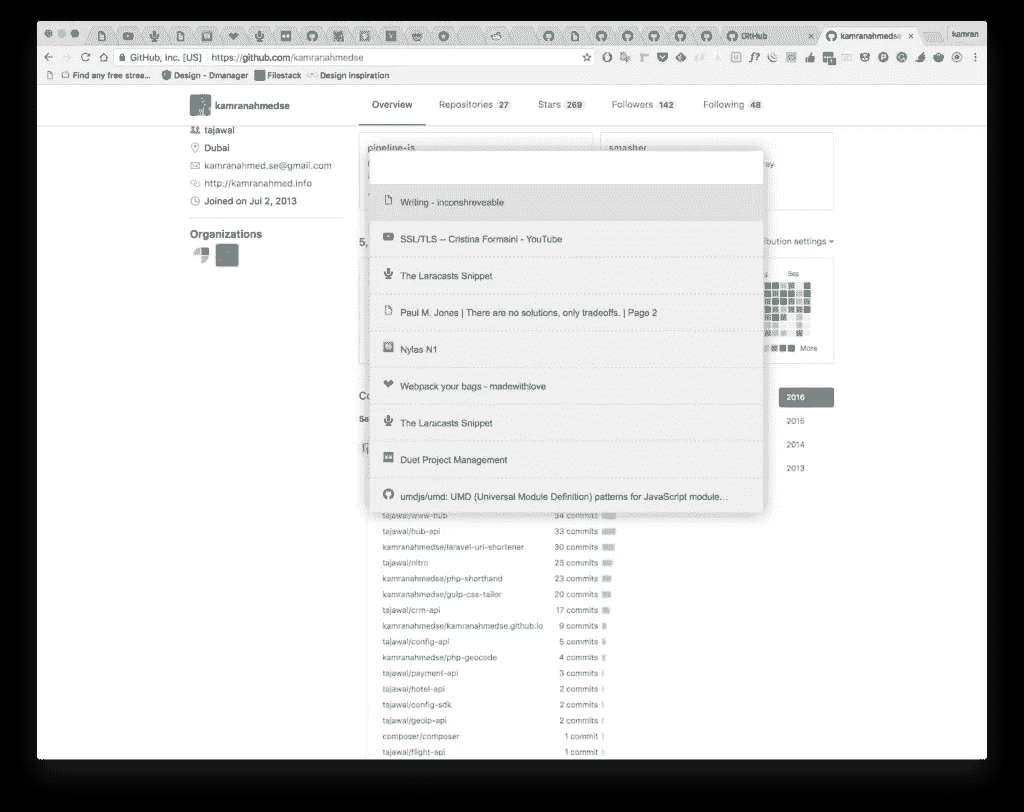 GitHub
kamranahmedse
kamran
GitHub, Inc. [US]
https://github.com/kamranahmedse
Find any free strea...
Design - Dmanager
Filestack
Design inspiration
kamranahmedse
Overview
Repositories 27
Stars 269
Followers 142
Following 48
tajawal
Dubai
kamranahmed.se@gmail.com
http://kamranahmed.info
Joined on Jul 2, 2013
Organizations
pipeline-js
smasher
Writing - inconshreveable
SSL/TLS -- Cristina Formaini - YouTube
The Laracasts Snippet
Paul M. Jones | There are no solutions, only tradeoffs. | Page 2
Nylas N1
Webpack your bags - madewithlove
The Laracasts Snippet
Duet Project Management
umdjs/umd: UMD (Universal Module Definition) patterns for JavaScript module...
settings
Sep
More
2016
2015
2014
2013
tajawal/www-hub 34 commits
tajawal/hub-api 33 commits
kamranahmedse/laravel-url-shortener 30 commits
tajawal/nitro 25 commits
kamranahmedse/php-shorthand 23 commits
kamranahmedse/gulp-css-tailor 20 commits
tajawal/crm-api 17 commits
kamranahmedse/kamranahmedse.github.io 9 commits
tajawal/config-api 5 commits
kamranahmedse/php-geocode 4 commits
tajawal/payment-api 3 commits
tajawal/hotel-api 2 commits
tajawal/config-sdk 2 commits
tajawal/geoip-api 2 commits
composer/composer 1 commit
tajawal/flight-api 1 commit